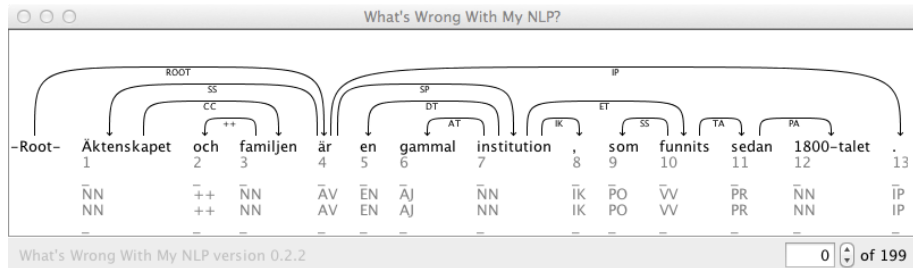 What's Wrong With My NLP?
ROOT IP
SS SP
CC DT ET
++ AT IK SS TA PA
-Root- Äktenskapet och familjen är en gammal institution , som funnits sedan 1800-talet .
1 2 3 4 5 6 7 8 9 10 11 12 13
_ _ _ _ _ _ _ _ _ _ _ _ _
NN ++ NN AV EN AJ NN IK PO VV PR NN IP
NN ++ NN AV EN AJ NN IK PO VV PR NN IP
_ _ _ _ _ _ _ _ _ _ _ _ _
What's Wrong With My NLP version 0.2.2 0 of 199